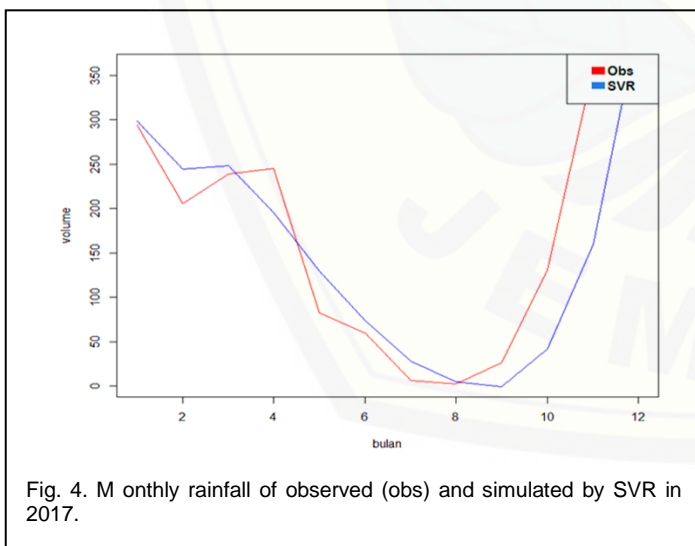 350
300
250
200
150
100
50
0
volume
Obs
SVR
2
4
6
8
10
12
bulan
JEM
Fig. 4. M onthly rainfall of observed (obs) and simulated by SVR in
2017.